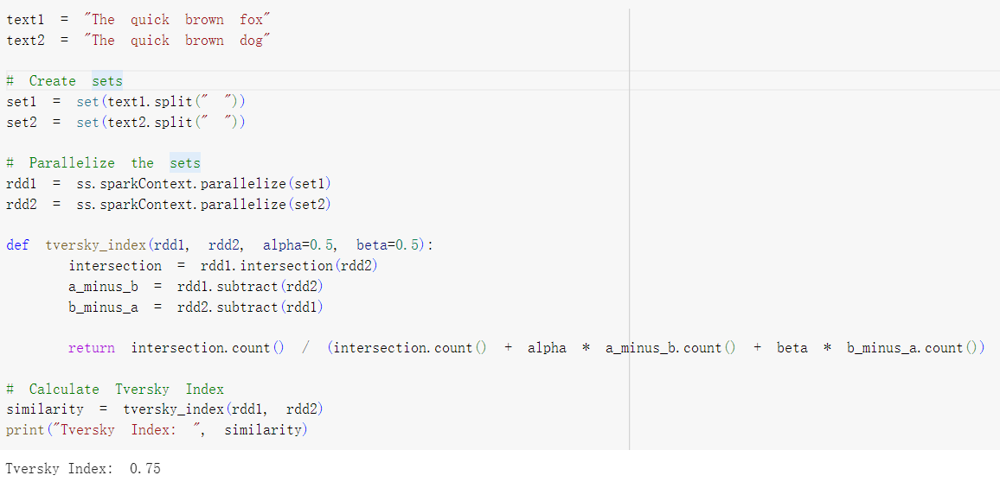 text1 = "The quick brown fox"
text2 = "The quick brown dog"
# Create sets
set1 = set(text1.split(" "))
set2 = set(text2.split(" "))
# Parallelize the sets
rdd1 = ss.sparkContext.parallelize(set1)
rdd2 = ss.sparkContext.parallelize(set2)
def tversky_index(rdd1, rdd2, alpha=0.5, beta=0.5):
intersection = rdd1.intersection(rdd2)
a_minus_b = rdd1.subtract(rdd2)
b_minus_a = rdd2.subtract(rdd1)
return intersection.count() / (intersection.count() + alpha * a_minus_b.count() + beta * b_minus_a.count())
# Calculate Tversky Index
similarity = tversky_index(rdd1, rdd2)
print("Tversky Index: ", similarity)
Tversky Index: 0.75